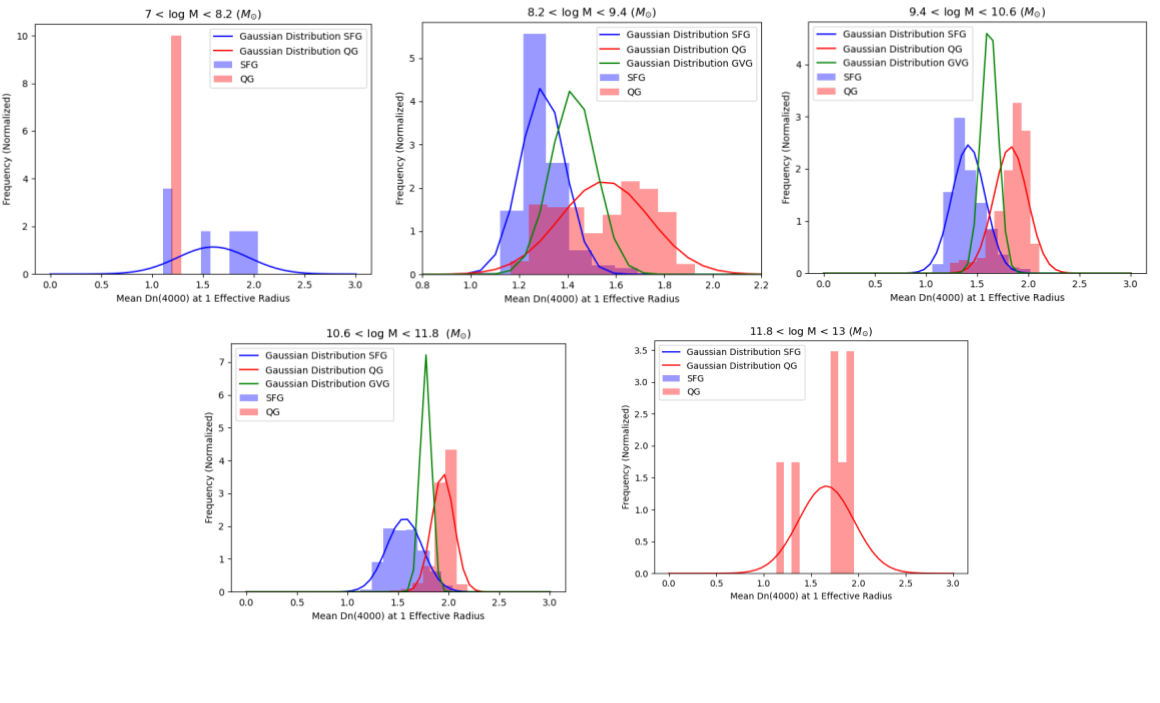 7 < log M < 8.2 (M⊙)
Frequency (Normalized)
10
8
6
4
2
0
Gaussian Distribution SFG
Gaussian Distribution QG
SFG
QG
0.0 0.5 1.0 1.5 2.0 2.5 3.0
Mean Dn(4000) at 1 Effective Radius
8.2 < log M < 9.4 (M⊙)
Frequency (Normalized)
5
4
3
2
1
0
Gaussian Distribution SFG
Gaussian Distribution QG
Gaussian Distribution GVG
SFG
QG
0.8 1.0 1.2 1.4 1.6 1.8 2.0 2.2
Mean Dn(4000) at 1 Effective Radius
9.4 < log M < 10.6 (M⊙)
Frequency (Normalized)
4
3
2
1
0
Gaussian Distribution SFG
Gaussian Distribution QG
Gaussian Distribution GVG
SFG
QG
0.0 0.5 1.0 1.5 2.0 2.5 3.0
Mean Dn(4000) at 1 Effective Radius
10.6 < log M < 11.8 (M⊙)
Frequency (Normalized)
7
6
5
4
3
2
1
0
Gaussian Distribution SFG
Gaussian Distribution QG
Gaussian Distribution GVG
SFG
QG
0.0 0.5 1.0 1.5 2.0 2.5 3.0
Mean Dn(4000) at 1 Effective Radius
11.8 < log M < 13 (M⊙)
Frequency (Normalized)
3.5
3.0
2.5
2.0
1.5
1.0
0.5
0.0
Gaussian Distribution SFG
Gaussian Distribution QG
SFG
QG
0.0 0.5 1.0 1.5 2.0 2.5 3.0
Mean Dn(4000) at 1 Effective Radius